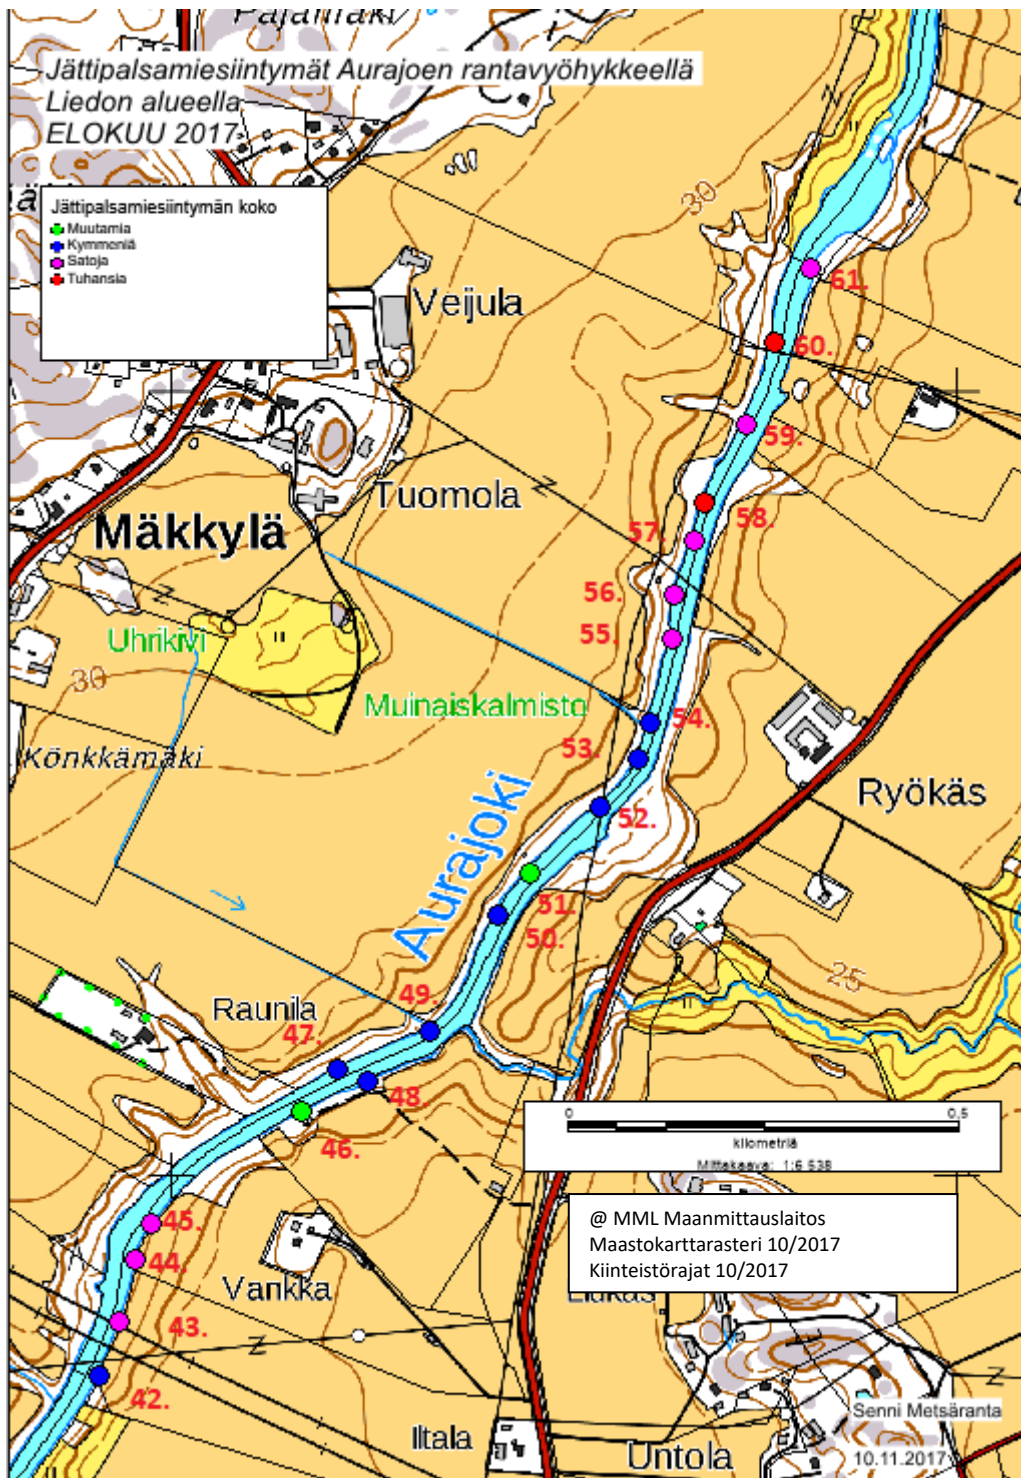 Pajamäki
Jättipalsamiesiintymät Aurajoen rantavyöhykkeellä
Liedon alueella
ELOKUU 2017
Jättipalsamiesiintymän koko
Muutamia
Kymmeniä
Satoja
Tuhansia
30
61.
Veijula
60.
59.
Tuomola
58.
57.
Mäkkylä
56.
55.
Uhrikivi
30
Muinaiskalmisto
54.
53.
Könkkämäki
Ryökäs
52.
Aurajoki
51.
50.
25
Raunila
49.
47.
48.
46.
0
0,5
kilometriä
Mittakaava: 1:6 538
@ MML Maanmittauslaitos
Maastokarttarasteri 10/2017
Kiinteistörajat 10/2017
45.
44.
Vankka
43.
42.
Senni Metsäranta
Iltala
Untola
10.11.2017